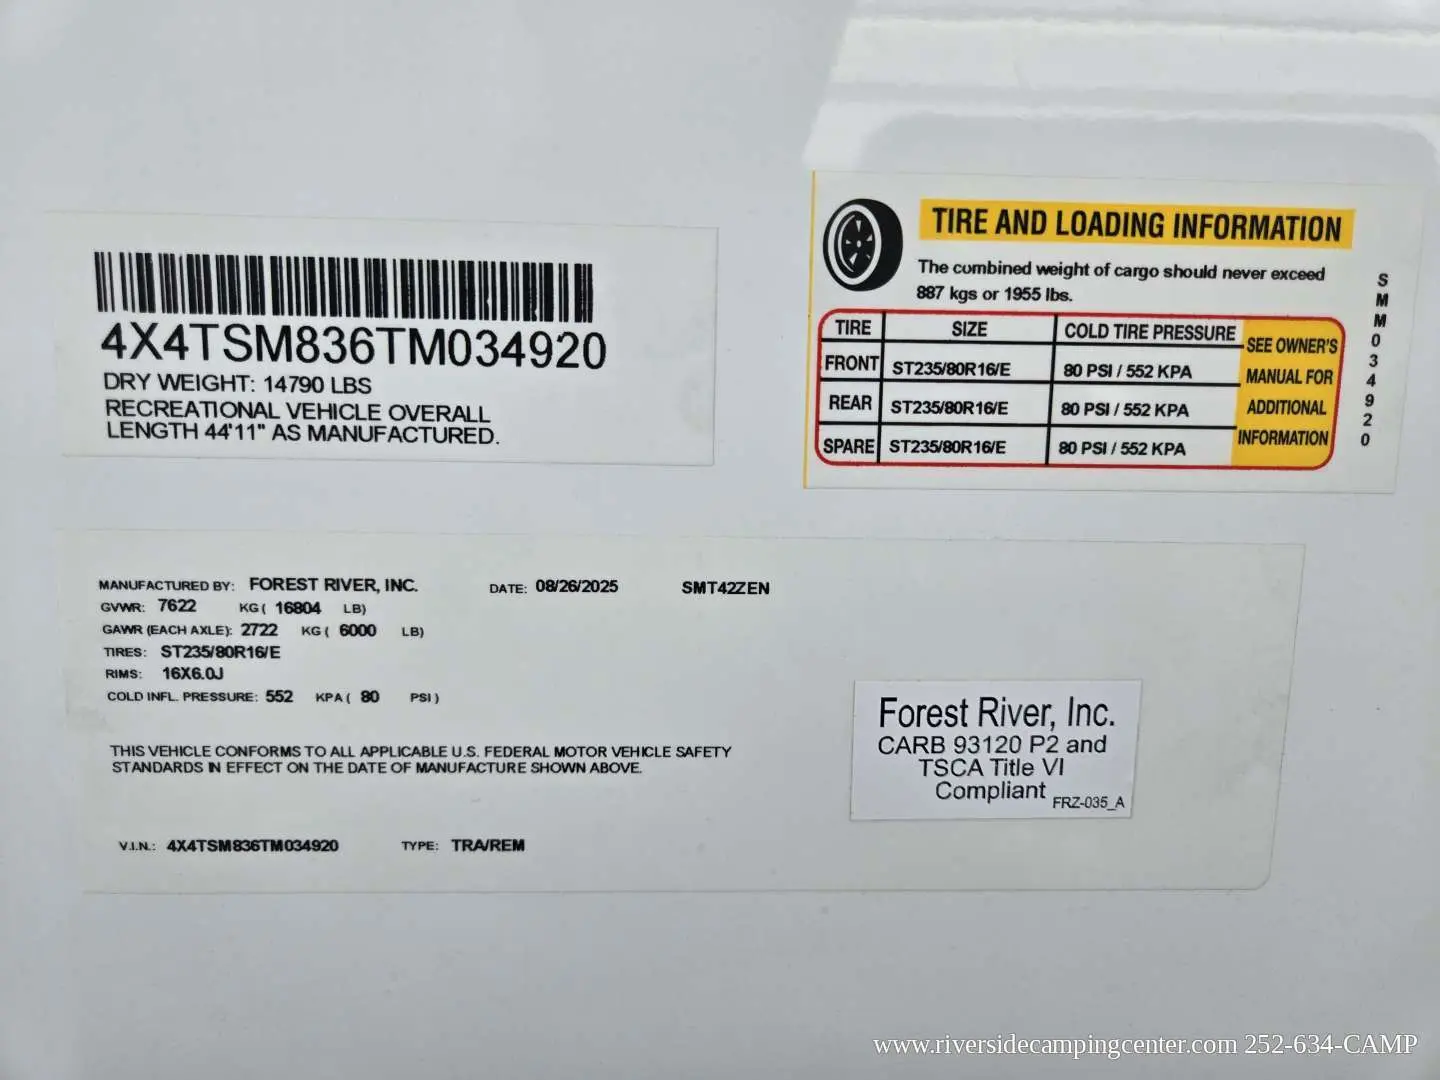 4X4TSM836TM034920
DRY WEIGHT: 14790 LBS
RECREATIONAL VEHICLE OVERALL
LENGTH 44'11" AS MANUFACTURED.
TIRE AND LOADING INFORMATION
The combined weight of cargo should never exceed
887 kgs or 1955 lbs.
TIRE SIZE COLD TIRE PRESSURE
FRONT ST235/80R16/E 80 PSI / 552 KPA
REAR ST235/80R16/E 80 PSI / 552 KPA
SPARE ST235/80R16/E 80 PSI / 552 KPA
SEE OWNER'S
MANUAL FOR
ADDITIONAL
INFORMATION
SMM034920
MANUFACTURED BY: FOREST RIVER, INC. DATE: 08/26/2025 SMT42ZEN
GVWR: 7622 KG ( 16804 LB)
GAWR (EACH AXLE): 2722 KG ( 6000 LB)
TIRES: ST235/80R16/E
RIMS: 16X6.0J
COLD INFL. PRESSURE: 552 KPA ( 80 PSI )
THIS VEHICLE CONFORMS TO ALL APPLICABLE U.S. FEDERAL MOTOR VEHICLE SAFETY
STANDARDS IN EFFECT ON THE DATE OF MANUFACTURE SHOWN ABOVE.
V.I.N.: 4X4TSM836TM034920 TYPE: TRA/REM
Forest River, Inc.
CARB 93120 P2 and
TSCA Title VI
Compliant FRZ-035_A
www.riversidecampingcenter.com 252-634-CAMP